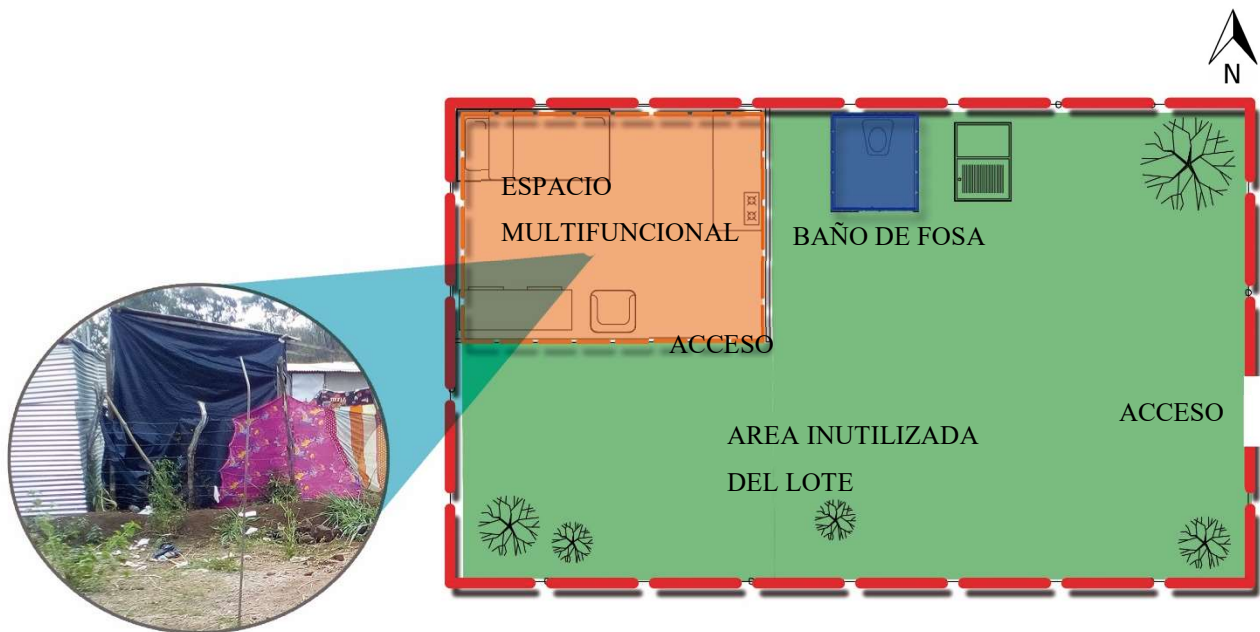 N
ESPACIO
MULTIFUNCIONAL
BAÑO DE FOSA
ACCESO
ACCESO
AREA INUTILIZADA
DEL LOTE